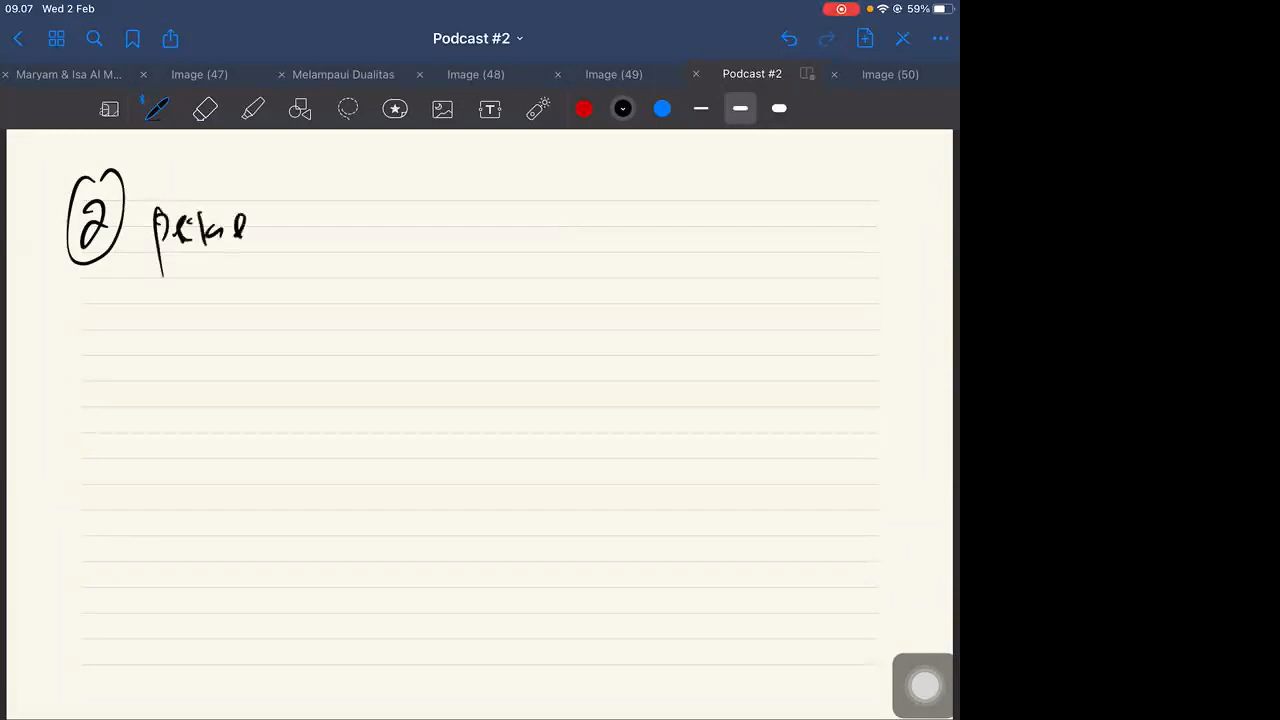 09.07 Wed 2 Feb 59%
Podcast #2
Maryam & Isa Al M... Image (47) Melampaui Dualitas Image (48) Image (49) Podcast #2 Image (50)
2